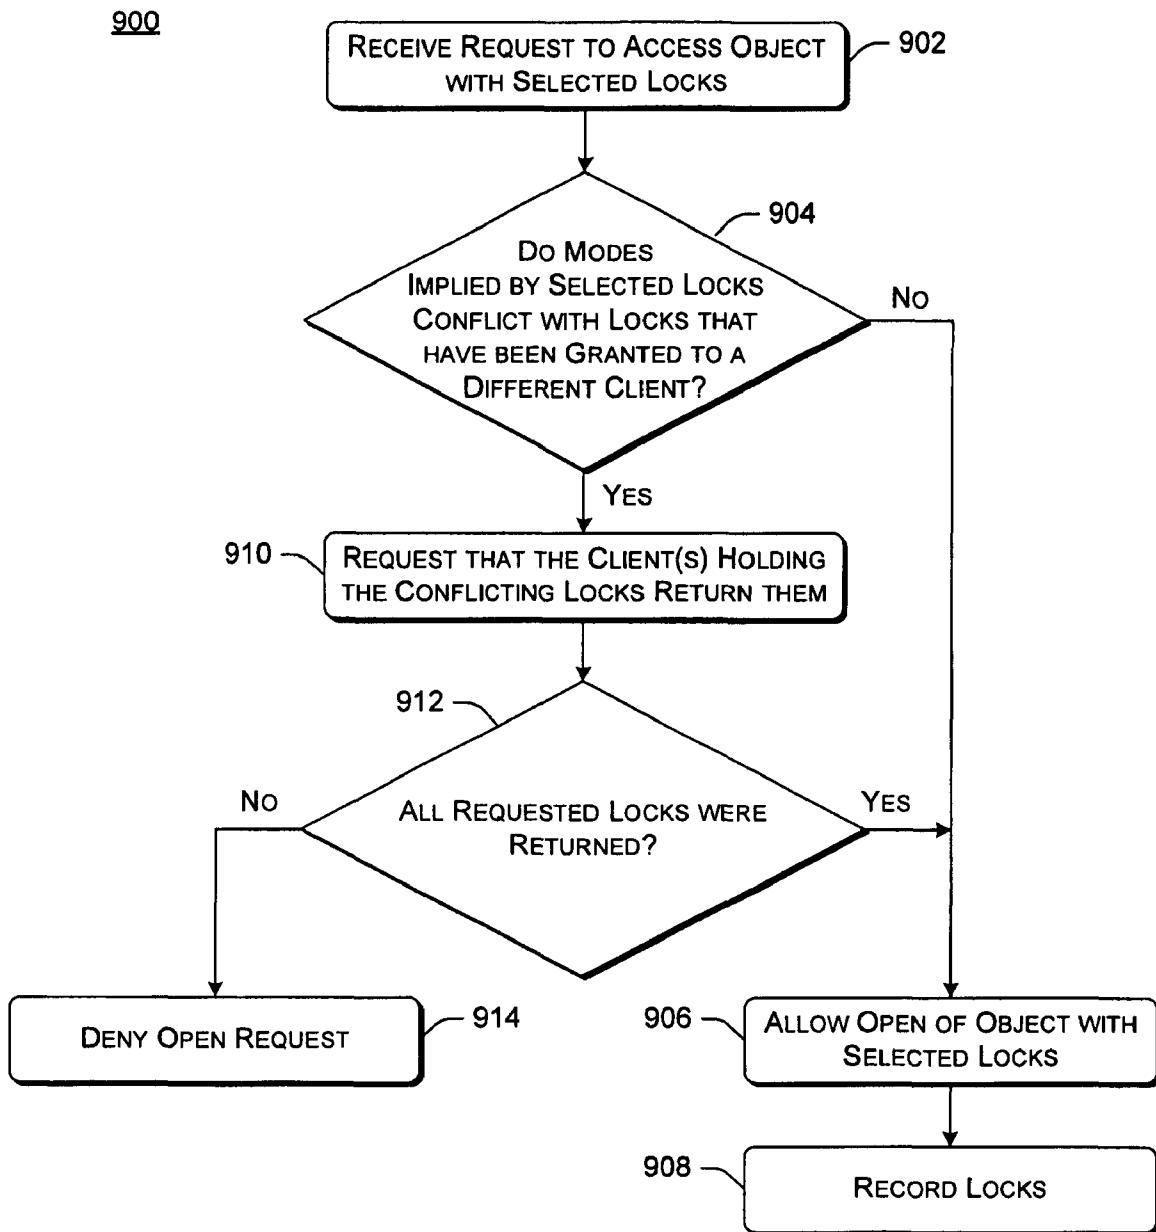 900
RECEIVE REQUEST TO ACCESS OBJECT
WITH SELECTED LOCKS
902
904
DO MODES
IMPLIED BY SELECTED LOCKS
CONFLICT WITH LOCKS THAT
HAVE BEEN GRANTED TO A
DIFFERENT CLIENT?
NO
YES
910
REQUEST THAT THE CLIENT(S) HOLDING
THE CONFLICTING LOCKS RETURN THEM
912
NO
ALL REQUESTED LOCKS WERE
RETURNED?
YES
DENY OPEN REQUEST
914
906
ALLOW OPEN OF OBJECT WITH
SELECTED LOCKS
908
RECORD LOCKS